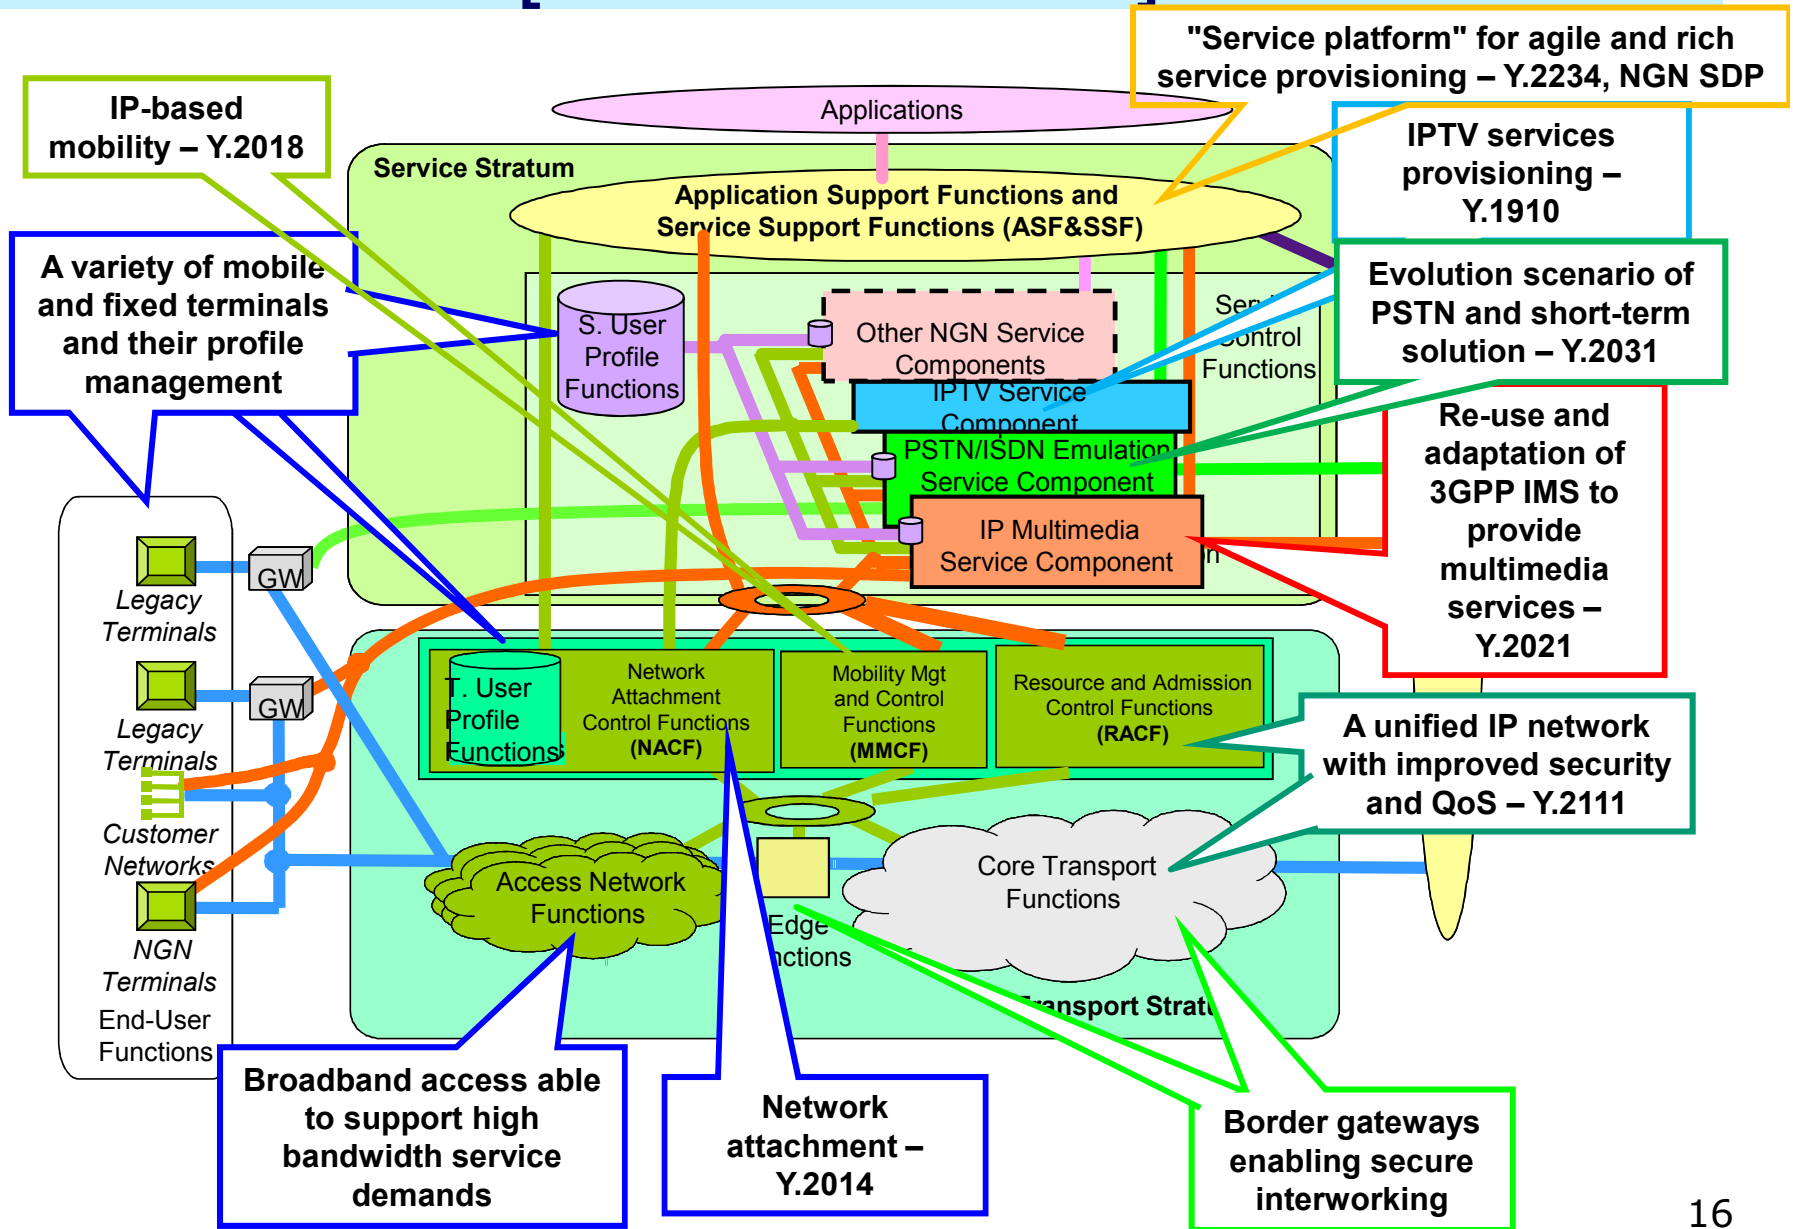 "Service platform" for agile and rich
service provisioning – Y.2234, NGN SDP
IP-based
mobility – Y.2018
Applications
IPTV services
provisioning –
Y.1910
Service Stratum
Application Support Functions and
Service Support Functions (ASF&SSF)
A variety of mobile
and fixed terminals
and their profile
management
Evolution scenario of
PSTN and short-term
solution – Y.2031
S. User
Profile
Functions
Other NGN Service
Components
Control
Functions
IPTV Service
Component
PSTN/ISDN Emulation
Service Component
IP Multimedia
Service Component
Re-use and
adaptation of
3GPP IMS to
provide
multimedia
services –
Y.2021
GW
Legacy
Terminals
GW
Legacy
Terminals
Customer
Networks
NGN
Terminals
End-User
Functions
T. User
Profile
Functions
Network
Attachment
Control Functions
(NACF)
Mobility Mgt
and Control
Functions
(MMCF)
Resource and Admission
Control Functions
(RACF)
A unified IP network
with improved security
and QoS – Y.2111
Access Network
Functions
Edge
Core Transport
Functions
Transport
Broadband access able
to support high
bandwidth service
demands
Network
attachment –
Y.2014
Border gateways
enabling secure
interworking
16